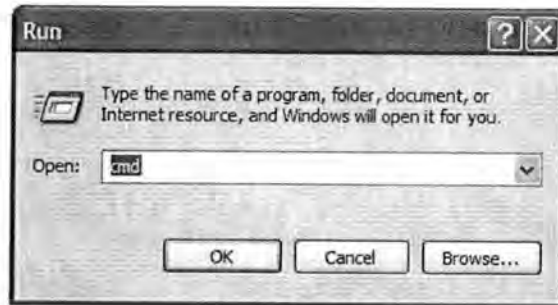 Run
Type the name of a program, folder, document, or
Internet resource, and Windows will open it for you.
Open: cmd
OK Cancel Browse...